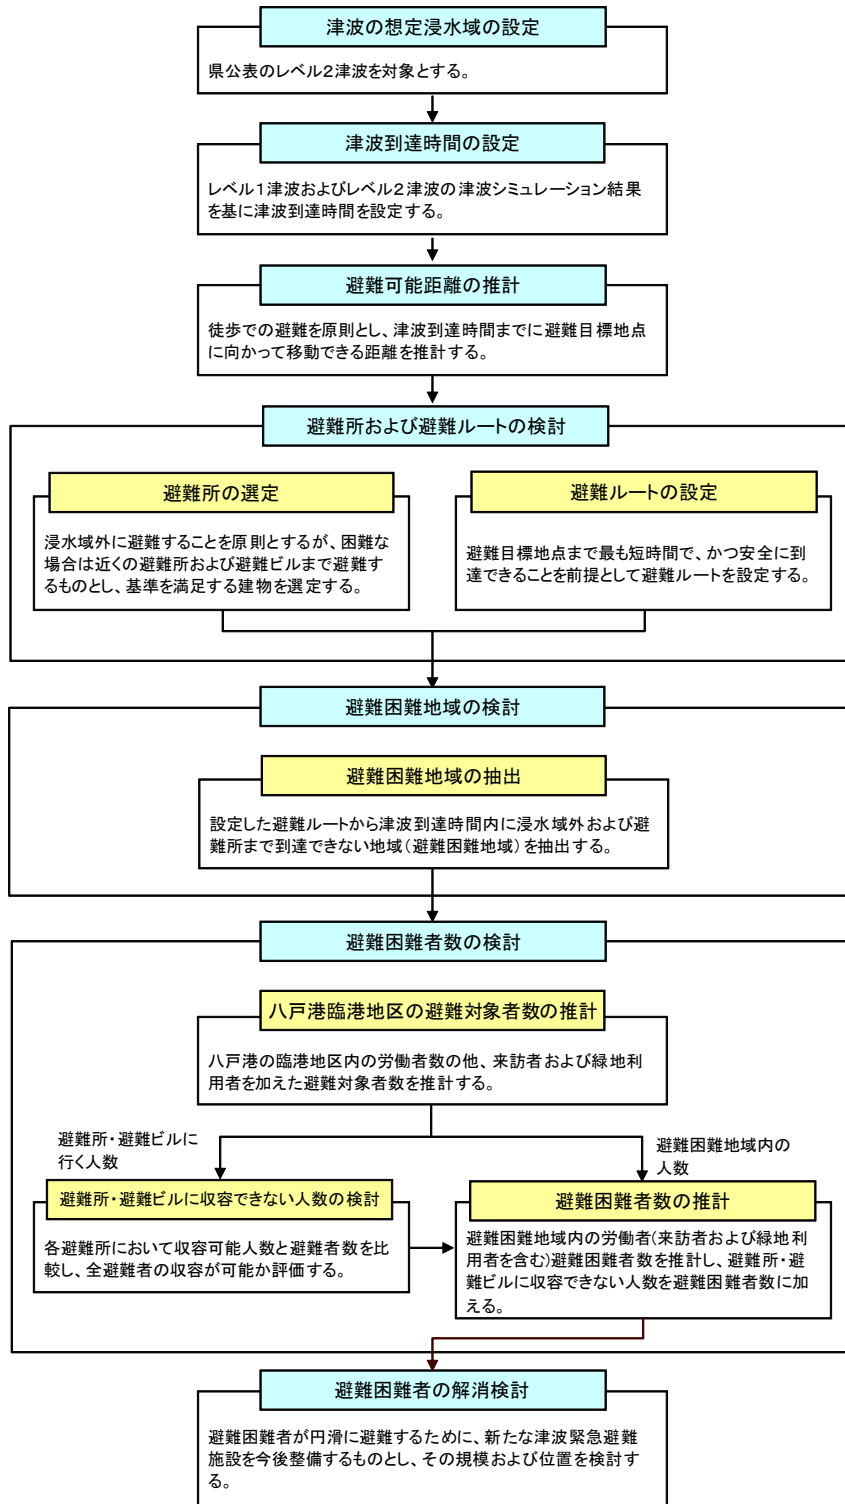 津波の想定浸水域の設定
県公表のレベル2津波を対象とする。
津波到達時間の設定
レベル1津波およびレベル2津波の津波シミュレーション結果
を基に津波到達時間を設定する。
避難可能距離の推計
徒歩での避難を原則とし、津波到達時間までに避難目標地点
に向かって移動できる距離を推計する。
避難所および避難ルートの検討
避難所の選定
浸水域外に避難することを原則とするが、困難な
場合は近くの避難所および避難ビルまで避難す
るものとし、基準を満足する建物を選定する。
避難ルートの設定
避難目標地点まで最も短時間で、かつ安全に到
達できることを前提として避難ルートを設定する。
避難困難地域の検討
避難困難地域の抽出
設定した避難ルートから津波到達時間内に浸水域外および避
難所まで到達できない地域(避難困難地域)を抽出する。
避難困難者数の検討
八戸港臨港地区の避難対象者数の推計
八戸港の臨港地区内の労働者数の他、来訪者および緑地利
用者を加えた避難対象者数を推計する。
避難所・避難ビルに
行く人数
避難困難地域内の
人数
避難所・避難ビルに収容できない人数の検討
各避難所において収容可能人数と避難者数を比
較し、全避難者の収容が可能か評価する。
避難困難者数の推計
避難困難地域内の労働者(来訪者および緑地利
用者を含む)避難困難者数を推計し、避難所・避
難ビルに収容できない人数を避難困難者数に加
える。
避難困難者の解消検討
避難困難者が円滑に避難するために、新たな津波緊急避難
施設を今後整備するものとし、その規模および位置を検討す
る。